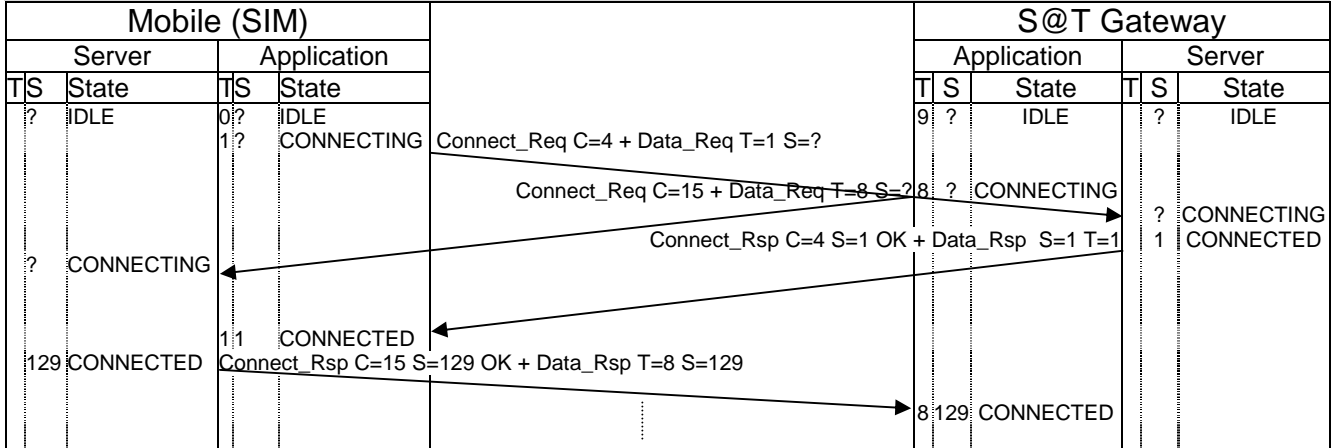 Mobile (SIM) S@T Gateway
Server Application Application Server
T S State T S State T S State T S State
? IDLE 0 ? IDLE 9 ? IDLE ? IDLE
1 ? CONNECTING Connect_Req C=4 + Data_Req T=1 S=?
Connect_Req C=15 + Data_Req T=8 S=? 8 ? CONNECTING
? CONNECTING
Connect_Rsp C=4 S=1 OK + Data_Rsp S=1 T=1 1 CONNECTED
? CONNECTING
1 1 CONNECTED
129 CONNECTED Connect_Rsp C=15 S=129 OK + Data_Rsp T=8 S=129
8 129 CONNECTED